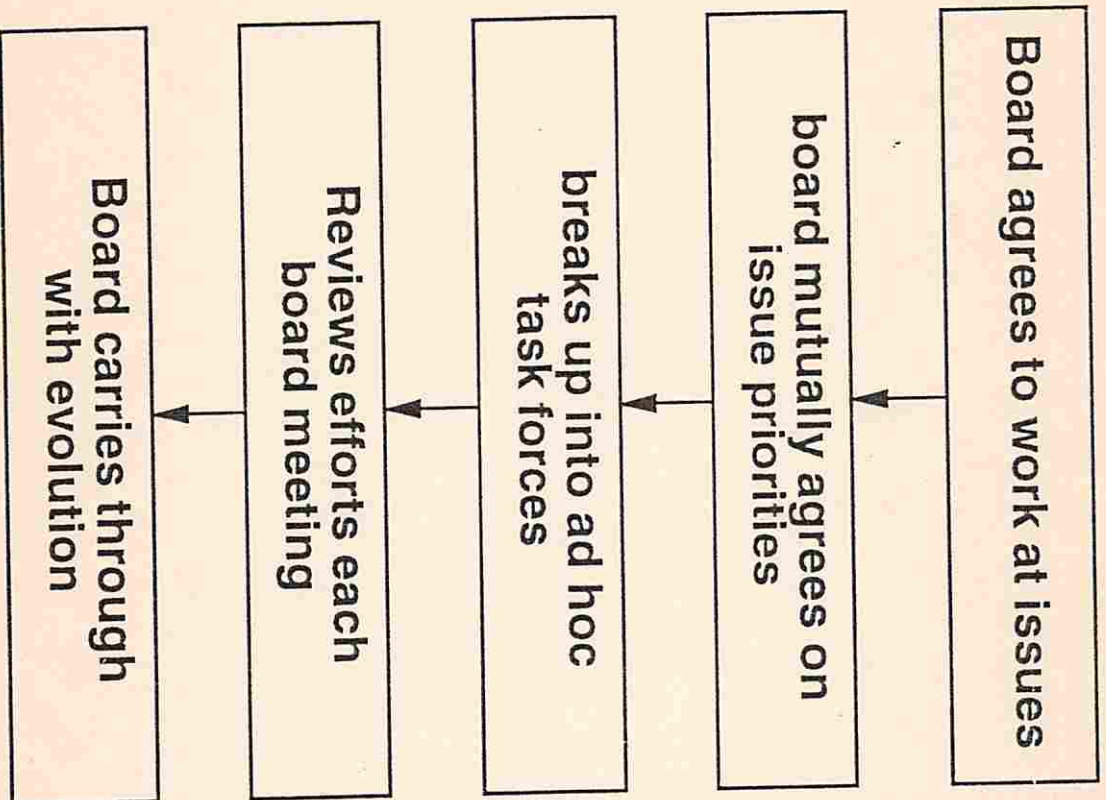 Board agrees to work at issues
board mutually agrees on
issue priorities
breaks up into ad hoc
task forces
Reviews efforts each
board meeting
Board carries through
with evolution